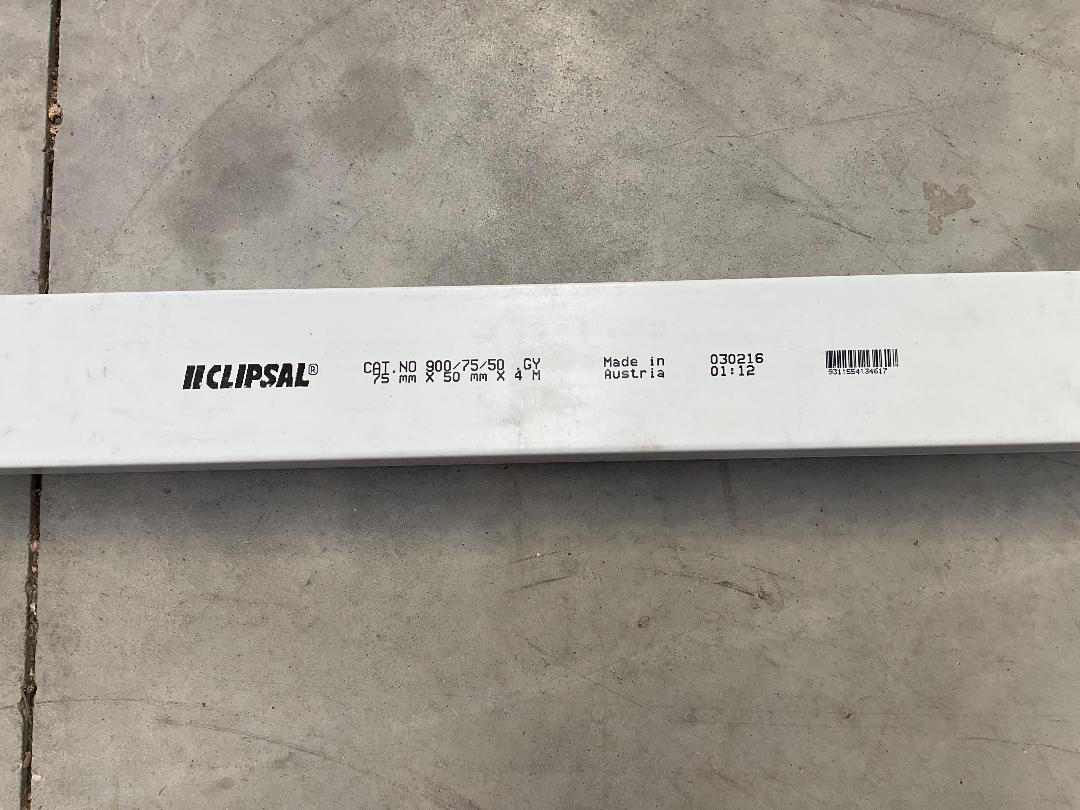 CLIPSAL®
CAT.NO 900/75/50 .GY
75 mm X 50 mm X 4 M
Made in
Austria
030216
01:12
9311554134617